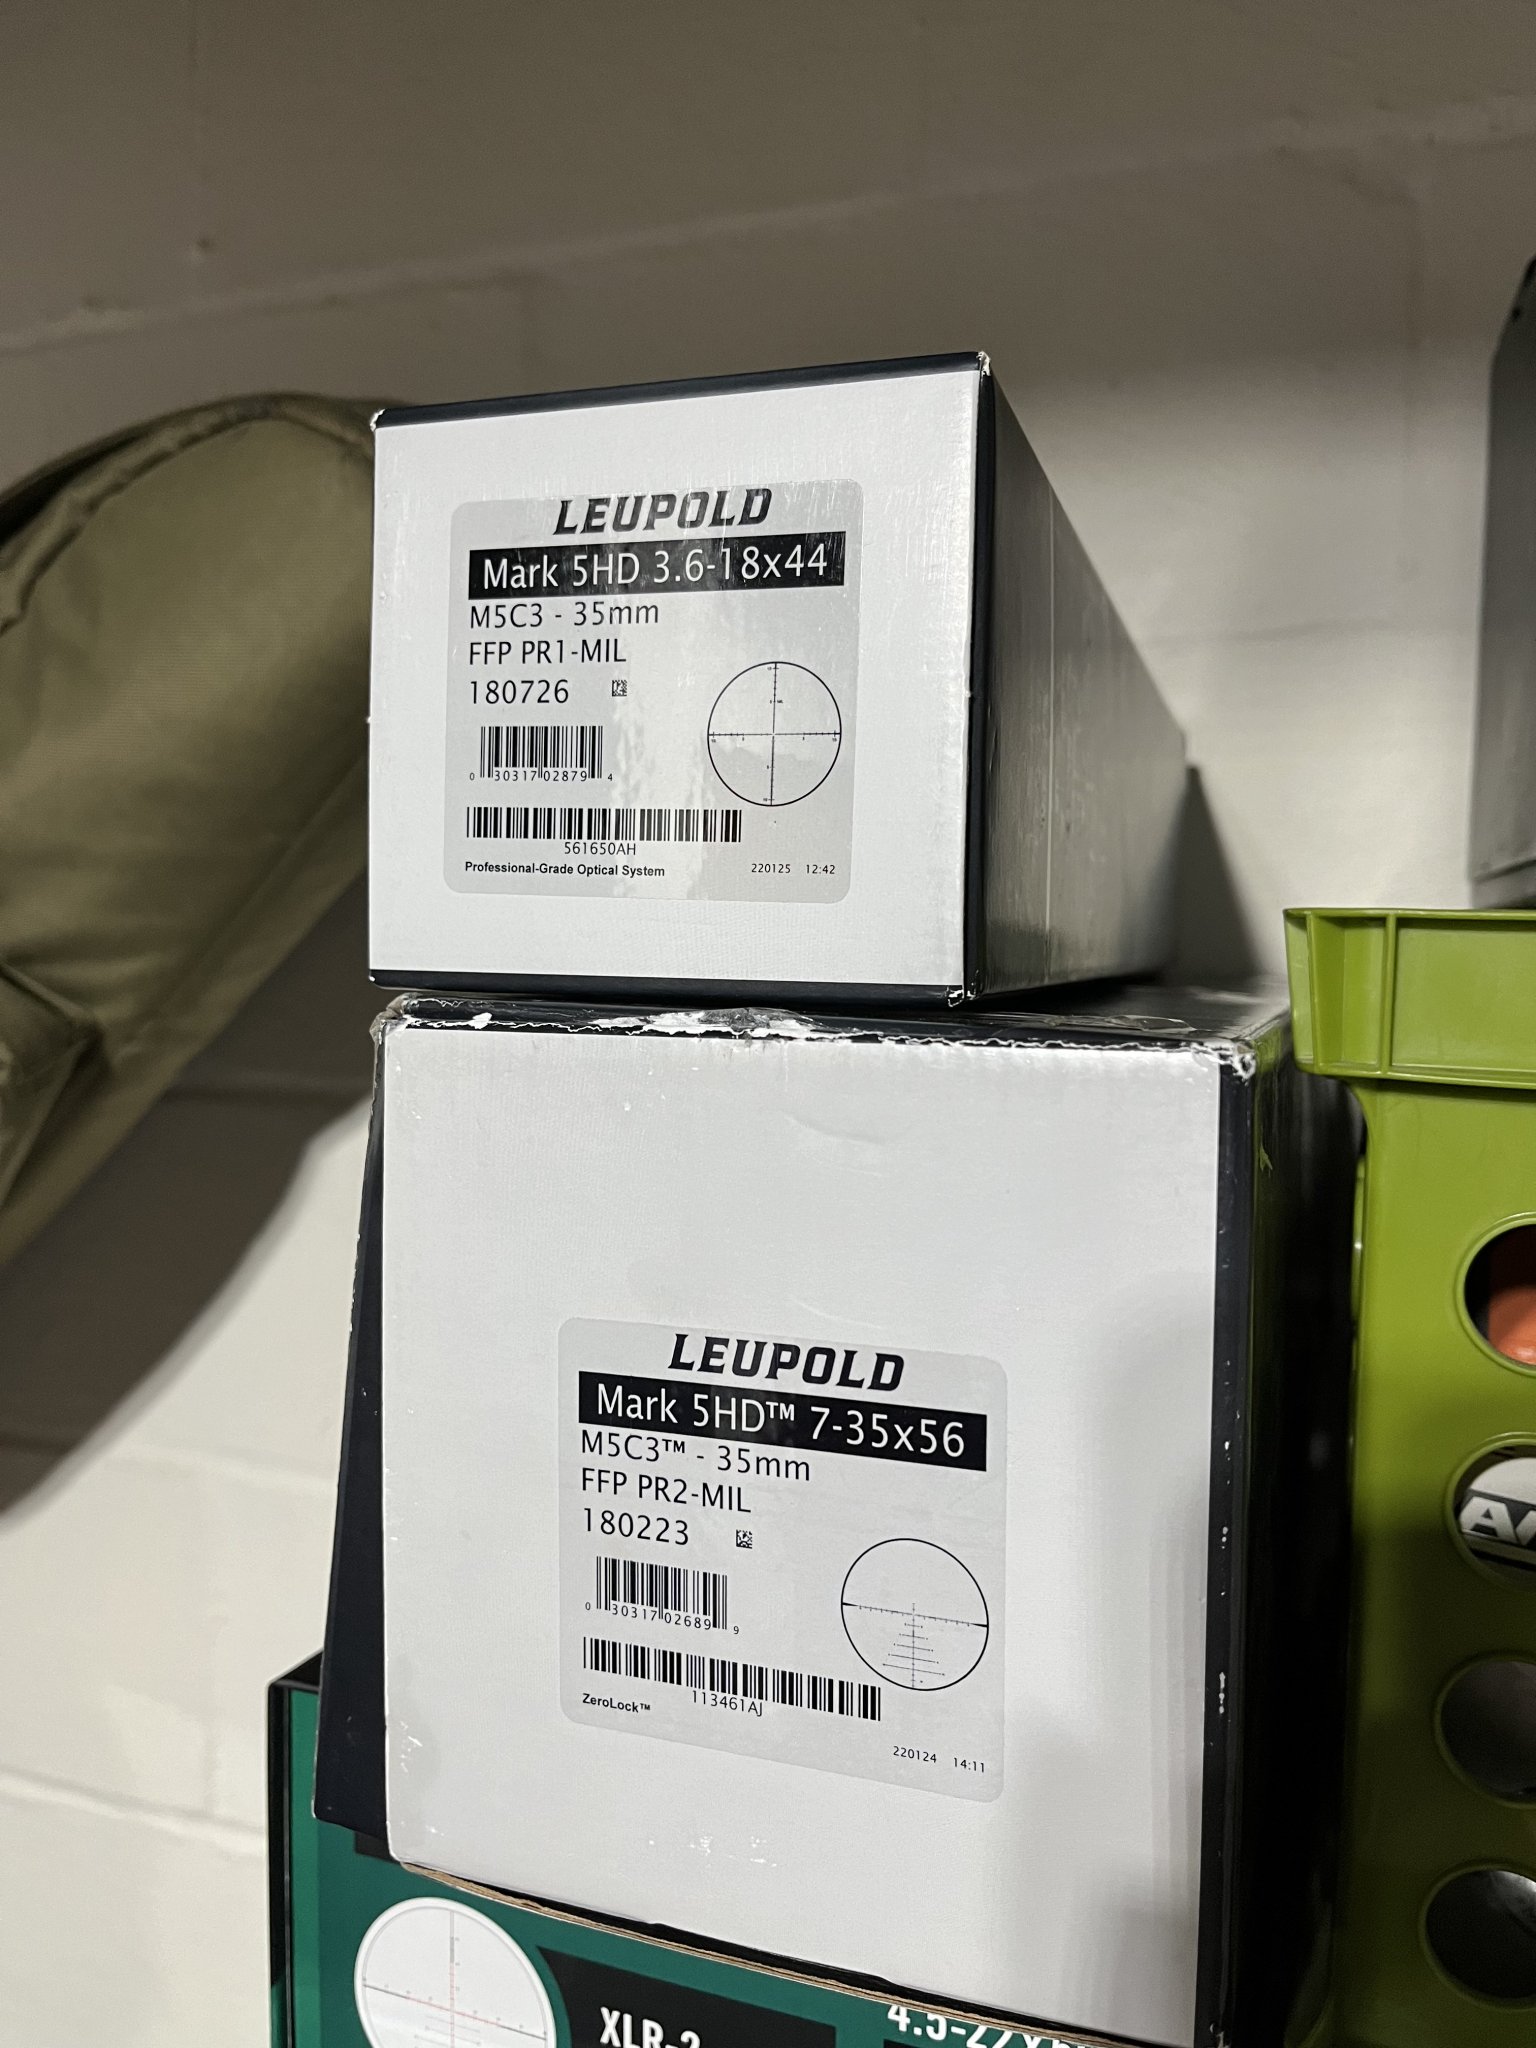 LEUPOLD
Mark 5HD 3.6-18x44
M5C3 - 35mm
FFP PR1-MIL
180726
0 30317 02879 4
561650AH
Professional-Grade Optical System
220125 12:42
LEUPOLD
Mark 5HD™ 7-35x56
M5C3™ - 35mm
FFP PR2-MIL
180223
0 30317 02689 9
113461AJ
ZeroLock™
220124 14:11
XLR-2